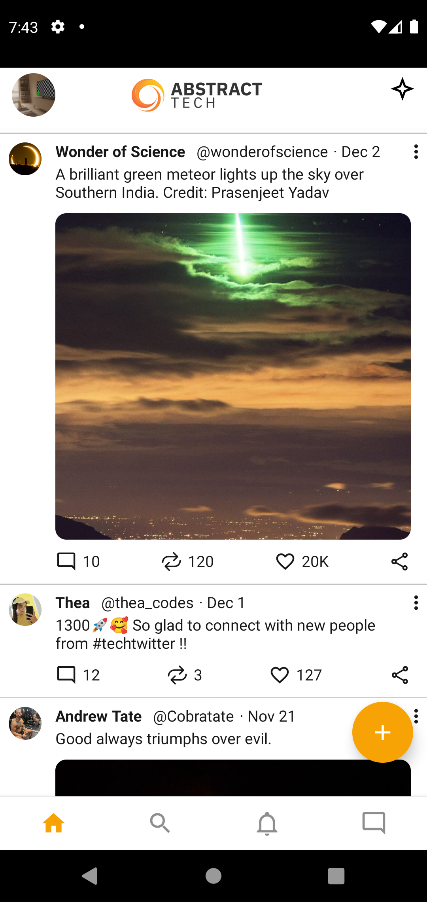 7:43
ABSTRACT
TECH
Wonder of Science @wonderofscience · Dec 2
A brilliant green meteor lights up the sky over
Southern India. Credit: Prasenjeet Yadav
10 120 20K
Thea @thea_codes · Dec 1
1300🚀🥰 So glad to connect with new people
from #techtwitter !!
12 3 127
Andrew Tate @Cobratate · Nov 21
Good always triumphs over evil.